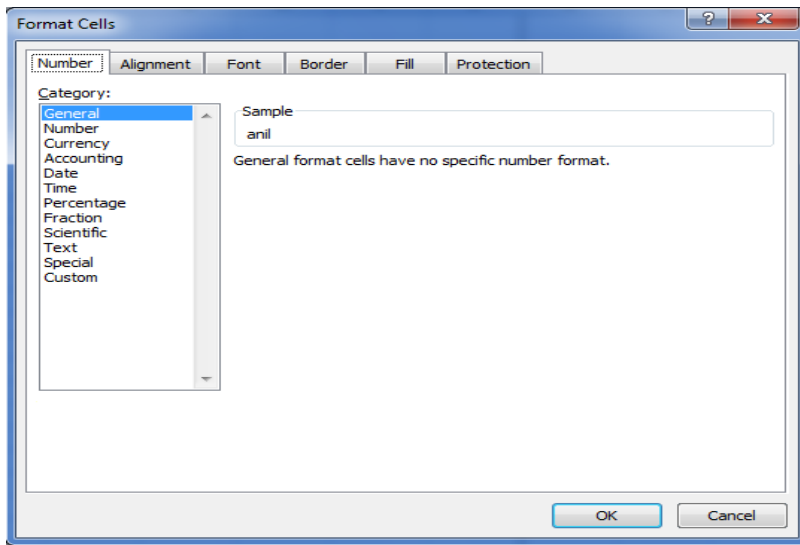 Format Cells
Number Alignment Font Border Fill Protection
Category:
General
Number
Currency
Accounting
Date
Time
Percentage
Fraction
Scientific
Text
Special
Custom
Sample
anil
General format cells have no specific number format.
OK Cancel